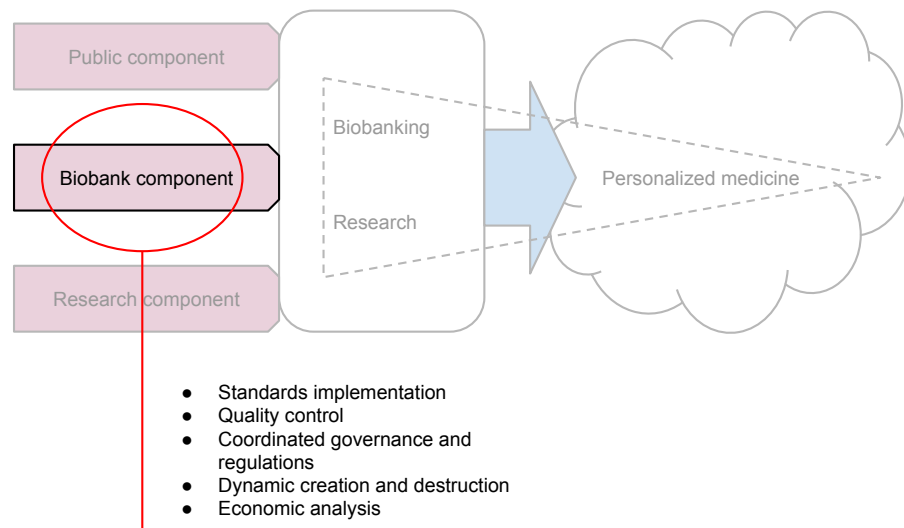 Public component
Biobanking
Biobank component
Personalized medicine
Research
Research component
● Standards implementation
● Quality control
● Coordinated governance and
regulations
● Dynamic creation and destruction
● Economic analysis